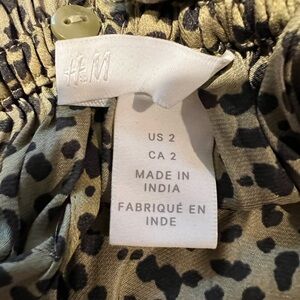 H&M
US 2
CA 2
MADE IN
INDIA
FABRIQUÉ EN
INDE